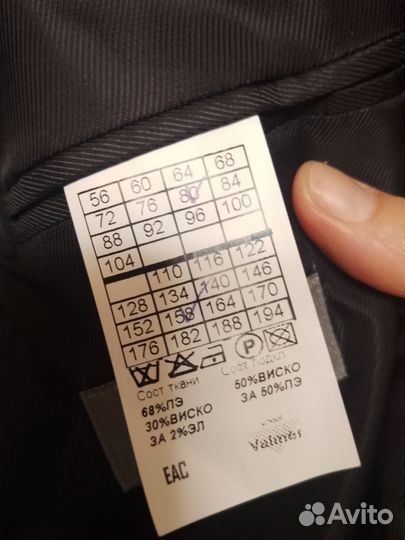 56 60 64 68
72 76 80 84
88 92 96 100
104
110 116 122
128 134 140 146
152 158 164 170
176 182 188 194
P
Сост ткани Сост подкл
68%ПЭ 50%ВИСКО
30%ВИСКО ЗА 50%ПЭ
ЗА 2%ЭЛ
Valmer
EAC
Avito